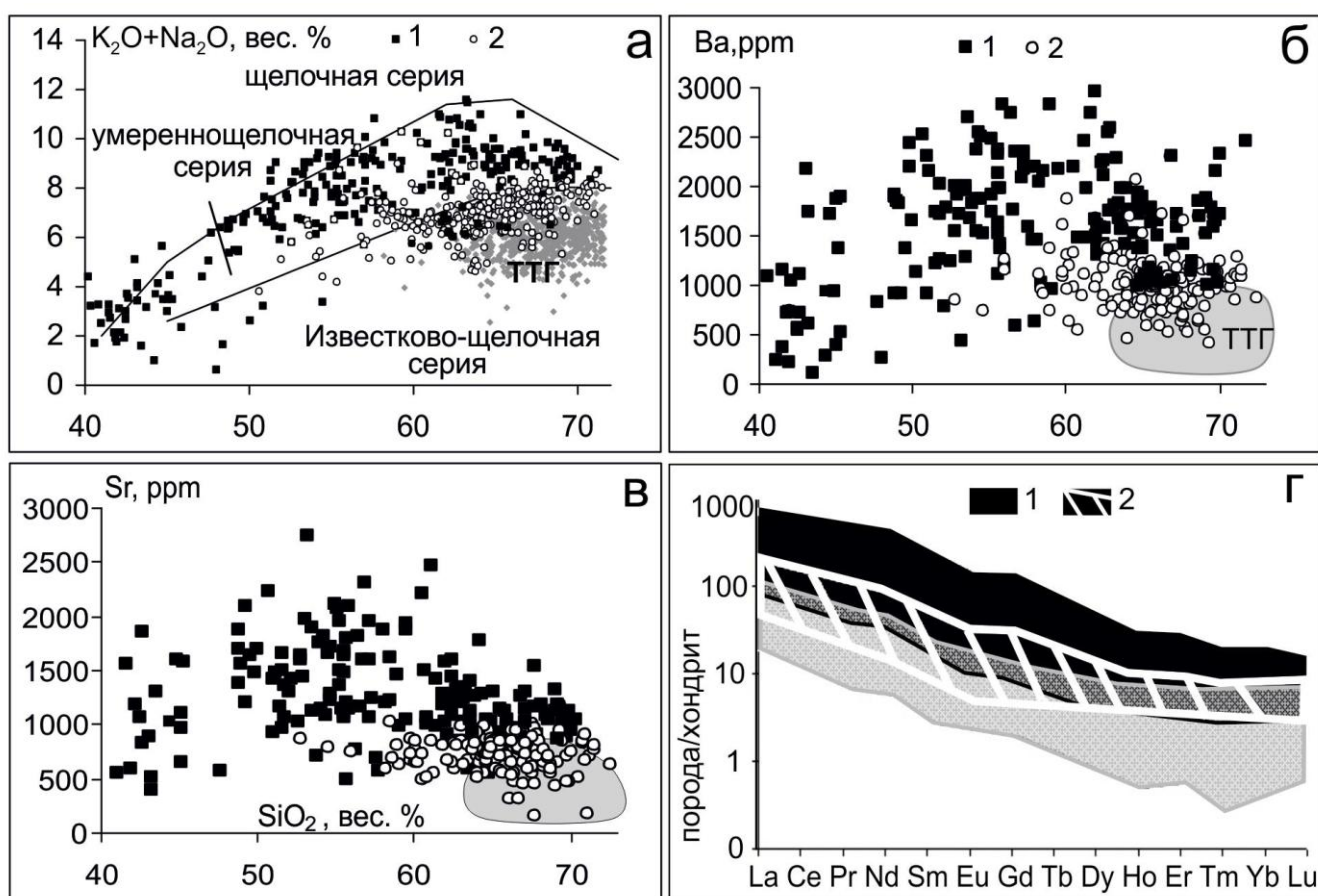 K₂O+Na₂O, вес. % 1 2 а
щелочная серия
умереннощелочная
серия
ТТГ
Известково-щелочная
серия
14
12
10
8
6
4
2
0
40 50 60 70
Ba,ppm 1 2 б
3000
2500
2000
1500
1000
500
0
ТТГ
40 50 60 70
Sr, ppm в
3000
2500
2000
1500
1000
500
0
SiO₂ , вес. %
40 50 60 70
1 2 г
порода/хондрит
1000
100
10
1
0
La Ce Pr Nd Sm Eu Gd Tb Dy Ho Er Tm Yb Lu